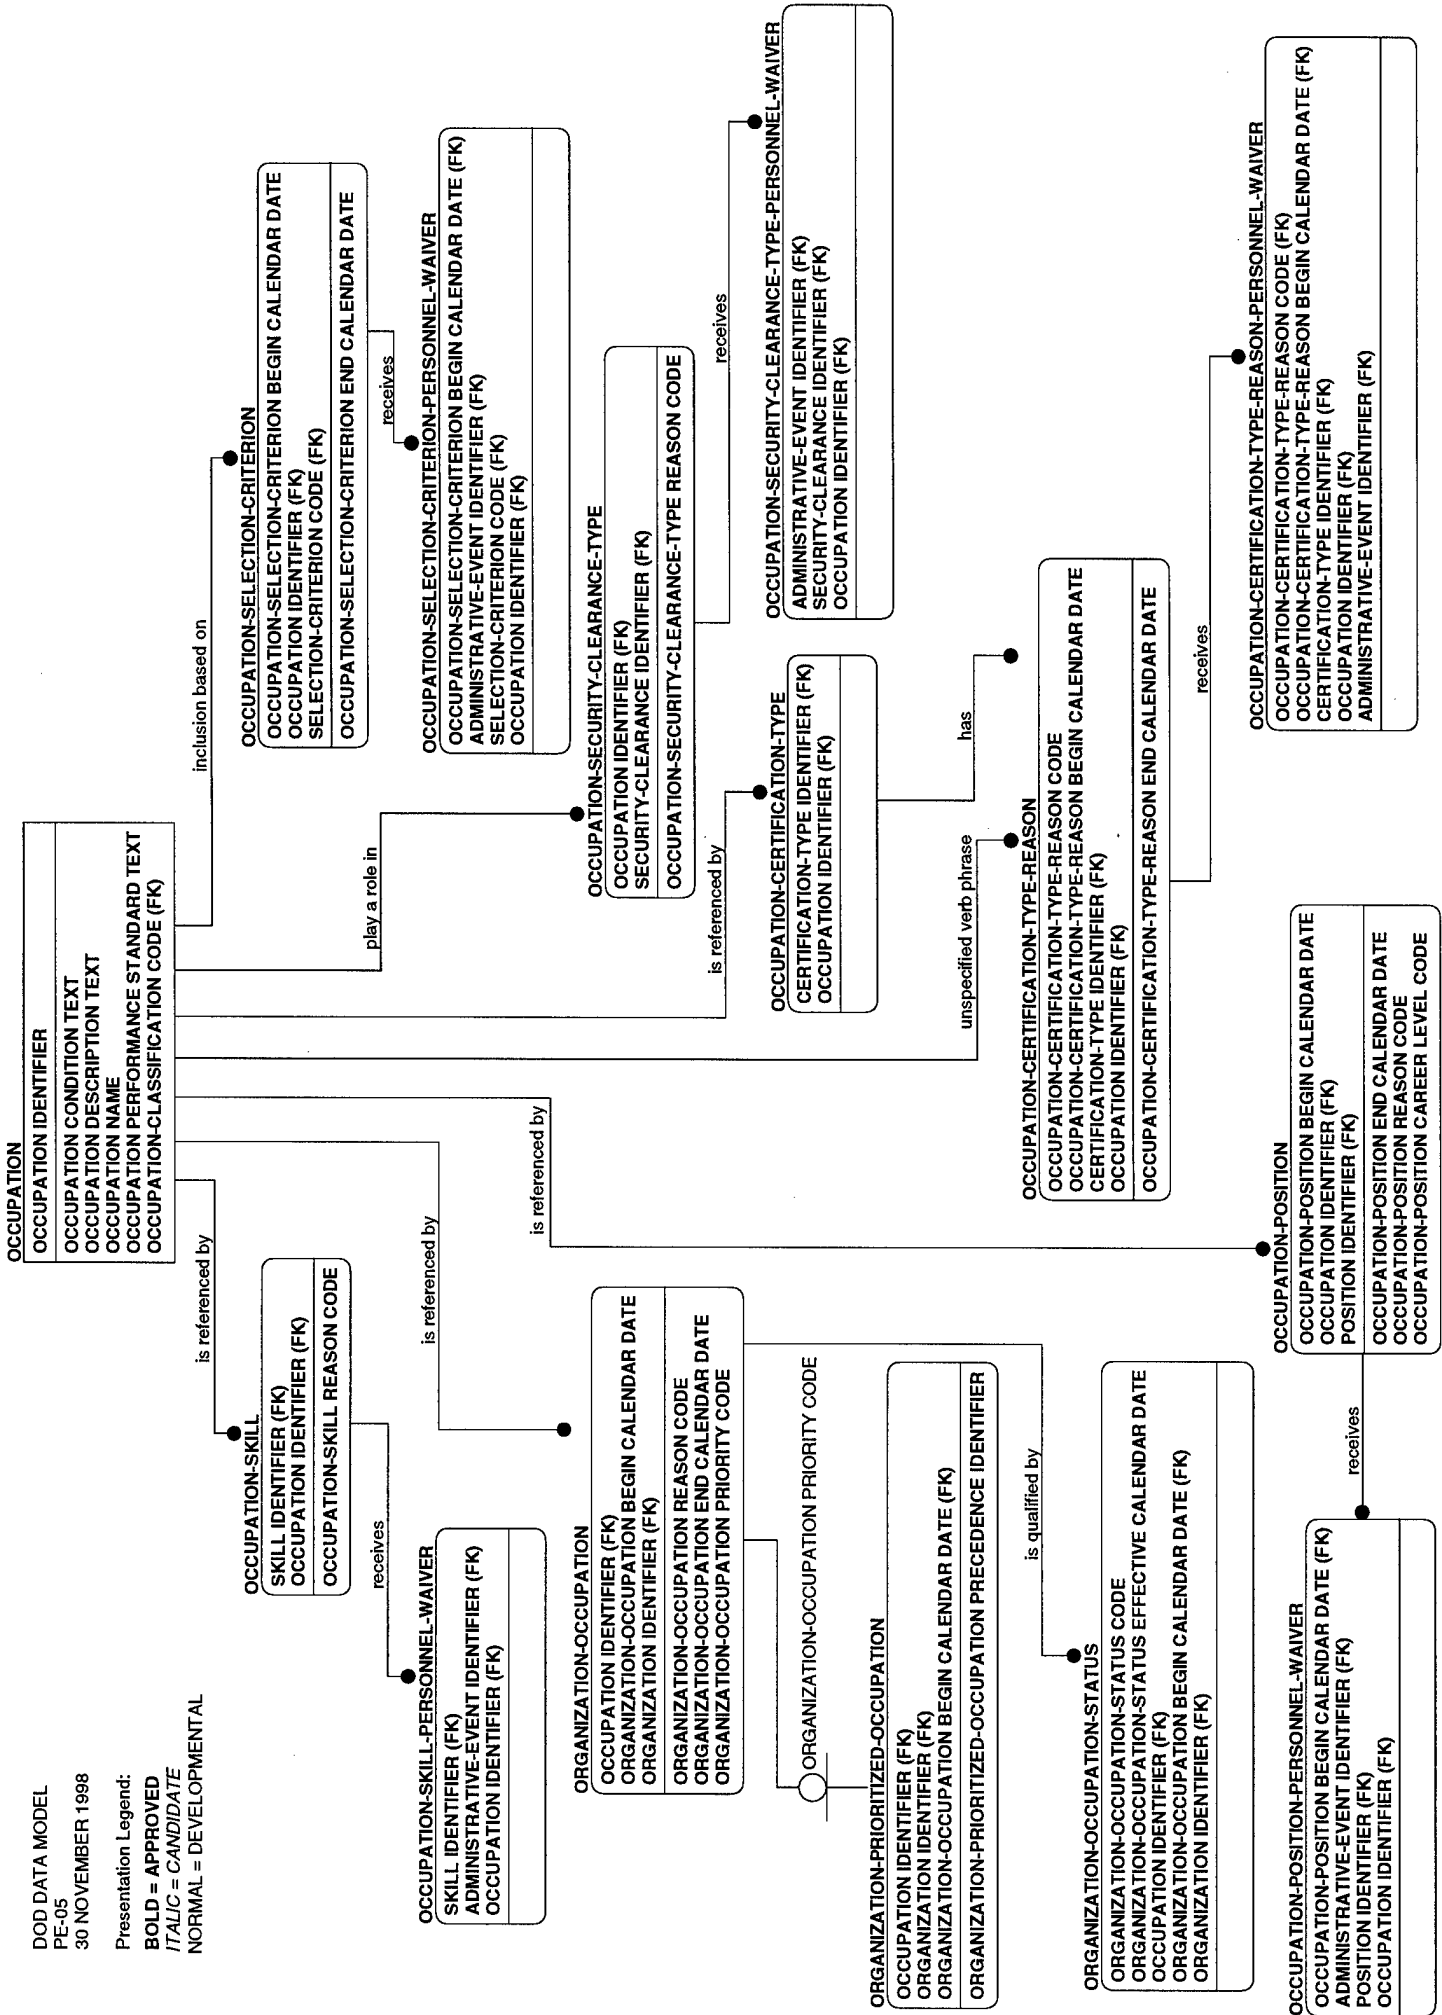 DOD DATA MODEL
PE-05
30 NOVEMBER 1998
Presentation Legend:
BOLD = APPROVED
ITALIC = CANDIDATE
NORMAL = DEVELOPMENTAL
OCCUPATION
OCCUPATION IDENTIFIER
OCCUPATION CONDITION TEXT
OCCUPATION DESCRIPTION TEXT
OCCUPATION NAME
OCCUPATION PERFORMANCE STANDARD TEXT
OCCUPATION-CLASSIFICATION CODE (FK)
is referenced by
OCCUPATION-SKILL
SKILL IDENTIFIER (FK)
OCCUPATION IDENTIFIER (FK)
OCCUPATION-SKILL REASON CODE
receives
OCCUPATION-SKILL-PERSONNEL-WAIVER
SKILL IDENTIFIER (FK)
ADMINISTRATIVE-EVENT IDENTIFIER (FK)
OCCUPATION IDENTIFIER (FK)
is referenced by
ORGANIZATION-OCCUPATION
OCCUPATION IDENTIFIER (FK)
ORGANIZATION-OCCUPATION BEGIN CALENDAR DATE
ORGANIZATION IDENTIFIER (FK)
ORGANIZATION-OCCUPATION REASON CODE
ORGANIZATION-OCCUPATION END CALENDAR DATE
ORGANIZATION-OCCUPATION PRIORITY CODE
ORGANIZATION-OCCUPATION PRIORITY CODE
ORGANIZATION-PRIORITIZED-OCCUPATION
OCCUPATION IDENTIFIER (FK)
ORGANIZATION IDENTIFIER (FK)
ORGANIZATION-OCCUPATION BEGIN CALENDAR DATE (FK)
ORGANIZATION-PRIORITIZED-OCCUPATION PRECEDENCE IDENTIFIER
is qualified by
ORGANIZATION-OCCUPATION-STATUS
ORGANIZATION-OCCUPATION-STATUS CODE
ORGANIZATION-OCCUPATION-STATUS EFFECTIVE CALENDAR DATE
OCCUPATION IDENTIFIER (FK)
ORGANIZATION-OCCUPATION BEGIN CALENDAR DATE (FK)
ORGANIZATION IDENTIFIER (FK)
is referenced by
OCCUPATION-POSITION
OCCUPATION-POSITION BEGIN CALENDAR DATE
OCCUPATION IDENTIFIER (FK)
POSITION IDENTIFIER (FK)
OCCUPATION-POSITION END CALENDAR DATE
OCCUPATION-POSITION REASON CODE
OCCUPATION-POSITION CAREER LEVEL CODE
receives
OCCUPATION-POSITION-PERSONNEL-WAIVER
OCCUPATION-POSITION BEGIN CALENDAR DATE (FK)
ADMINISTRATIVE-EVENT IDENTIFIER (FK)
POSITION IDENTIFIER (FK)
OCCUPATION IDENTIFIER (FK)
inclusion based on
OCCUPATION-SELECTION-CRITERION
OCCUPATION-SELECTION-CRITERION BEGIN CALENDAR DATE
OCCUPATION IDENTIFIER (FK)
SELECTION-CRITERION CODE (FK)
OCCUPATION-SELECTION-CRITERION END CALENDAR DATE
receives
OCCUPATION-SELECTION-CRITERION-PERSONNEL-WAIVER
OCCUPATION-SELECTION-CRITERION BEGIN CALENDAR DATE (FK)
ADMINISTRATIVE-EVENT IDENTIFIER (FK)
SELECTION-CRITERION CODE (FK)
OCCUPATION IDENTIFIER (FK)
play a role in
OCCUPATION-SECURITY-CLEARANCE-TYPE
OCCUPATION IDENTIFIER (FK)
SECURITY-CLEARANCE IDENTIFIER (FK)
OCCUPATION-SECURITY-CLEARANCE-TYPE REASON CODE
receives
OCCUPATION-SECURITY-CLEARANCE-TYPE-PERSONNEL-WAIVER
ADMINISTRATIVE-EVENT IDENTIFIER (FK)
SECURITY-CLEARANCE IDENTIFIER (FK)
OCCUPATION IDENTIFIER (FK)
is referenced by
OCCUPATION-CERTIFICATION-TYPE
CERTIFICATION-TYPE IDENTIFIER (FK)
OCCUPATION IDENTIFIER (FK)
has
unspecified verb phrase
OCCUPATION-CERTIFICATION-TYPE-REASON
OCCUPATION-CERTIFICATION-TYPE-REASON CODE
OCCUPATION-CERTIFICATION-TYPE-REASON BEGIN CALENDAR DATE
CERTIFICATION-TYPE IDENTIFIER (FK)
OCCUPATION IDENTIFIER (FK)
OCCUPATION-CERTIFICATION-TYPE-REASON END CALENDAR DATE
receives
OCCUPATION-CERTIFICATION-TYPE-REASON-PERSONNEL-WAIVER
OCCUPATION-CERTIFICATION-TYPE-REASON CODE (FK)
OCCUPATION-CERTIFICATION-TYPE-REASON BEGIN CALENDAR DATE (FK)
CERTIFICATION-TYPE IDENTIFIER (FK)
OCCUPATION IDENTIFIER (FK)
ADMINISTRATIVE-EVENT IDENTIFIER (FK)